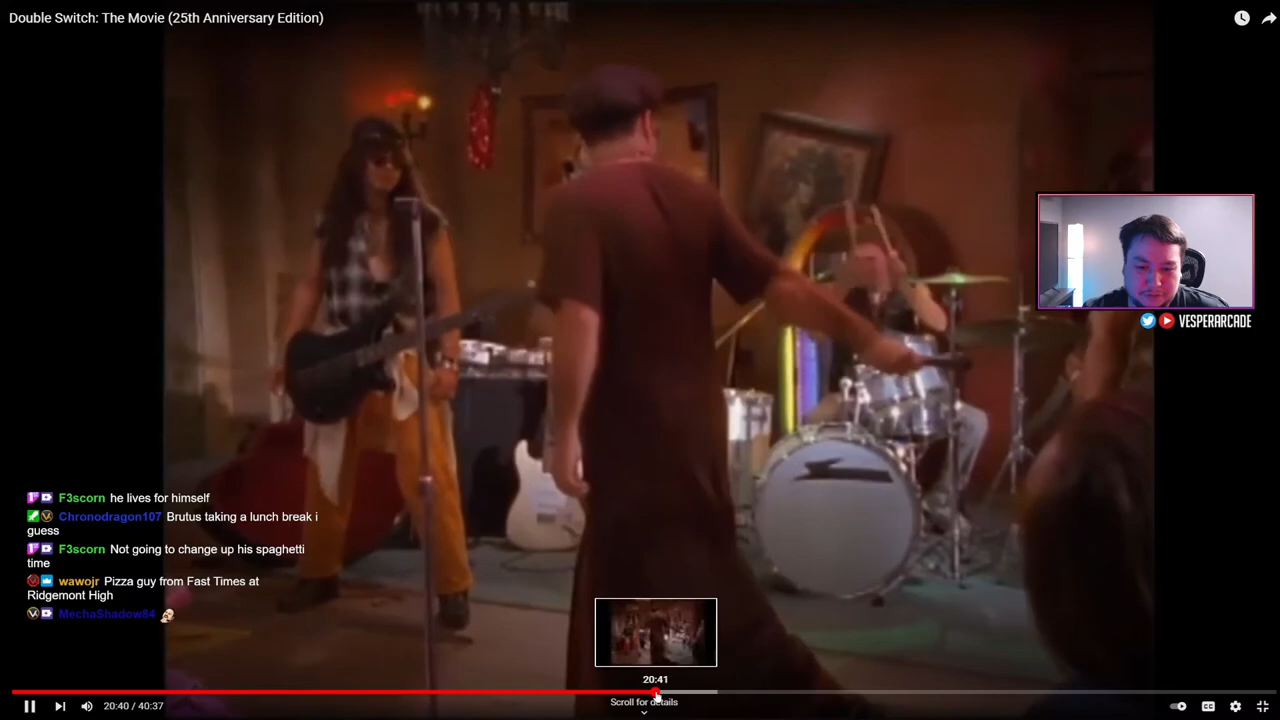 Double Switch: The Movie (25th Anniversary Edition)
VESPERARCADE
F3scorn he lives for himself
Chronodragon107 Brutus taking a lunch break i
guess
F3scorn Not going to change up his spaghetti
time
wawojr Pizza guy from Fast Times at
Ridgemont High
MechaShadow84
20:41
20:40 / 40:37
Scroll for details
CC